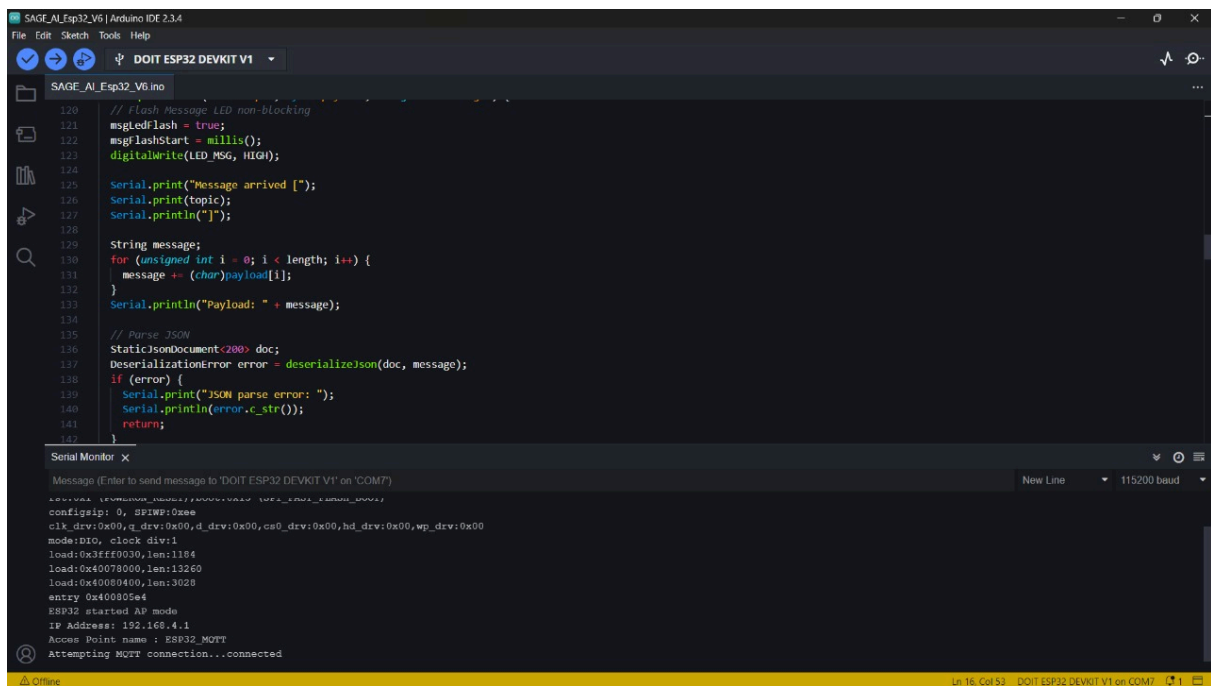 SAGE_AI_Esp32_V6 | Arduino IDE 2.3.4
File Edit Sketch Tools Help
DOIT ESP32 DEVKIT V1
SAGE_AI_Esp32_V6.ino
120 // Flash Message LED non-blocking
121 msgLedFlash = true;
122 msgFlashStart = millis();
123 digitalWrite(LED_MSG, HIGH);
124
125 Serial.print("Message arrived [");
126 Serial.print(topic);
127 Serial.println("]");
128
129 String message;
130 for (unsigned int i = 0; i < length; i++) {
131 message += (char)payload[i];
132 }
133 Serial.println("Payload: " + message);
134
135 // Parse JSON
136 StaticJsonDocument<200> doc;
137 DeserializationError error = deserializeJson(doc, message);
138 if (error) {
139 Serial.print("JSON parse error: ");
140 Serial.println(error.c_str());
141 return;
142 }
Serial Monitor
Message (Enter to send message to 'DOIT ESP32 DEVKIT V1' on 'COM7') New Line 115200 baud
rst:0x1 (POWERON_RESET),boot:0x13 (SPI_FAST_FLASH_BOOT)
configsip: 0, SPIWP:0xee
clk_drv:0x00,q_drv:0x00,d_drv:0x00,cs0_drv:0x00,hd_drv:0x00,wp_drv:0x00
mode:DIO, clock div:1
load:0x3fff0030,len:1184
load:0x40078000,len:13260
load:0x40080400,len:3028
entry 0x400805e4
ESP32 started AP mode
IP Address: 192.168.4.1
Acces Point name : ESP32_MQTT
Attempting MQTT connection...connected
Offline Ln 16, Col 53 DOIT ESP32 DEVKIT V1 on COM7 1